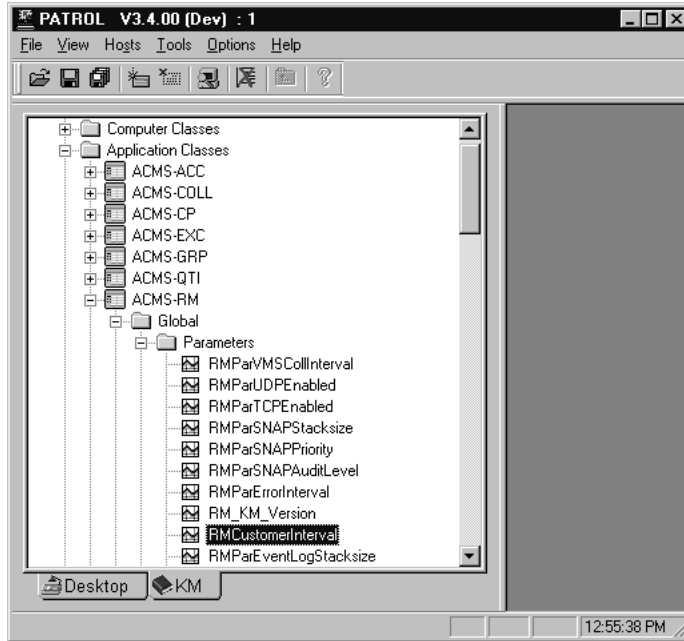 PATROL V3.4.00 (Dev) : 1
File View Hosts Tools Options Help
Computer Classes
Application Classes
ACMS-ACC
ACMS-COLL
ACMS-CP
ACMS-EXC
ACMS-GRP
ACMS-QTI
ACMS-RM
Global
Parameters
RMParVMSCollInterval
RMParUDPEnabled
RMParTCPEnabled
RMParSNAPStacksize
RMParSNAPPriority
RMParSNAPAuditLevel
RMParErrorInterval
RM_KM_Version
RMCustomerInterval
RMParEventLogStacksize
Desktop KM
12:55:38 PM